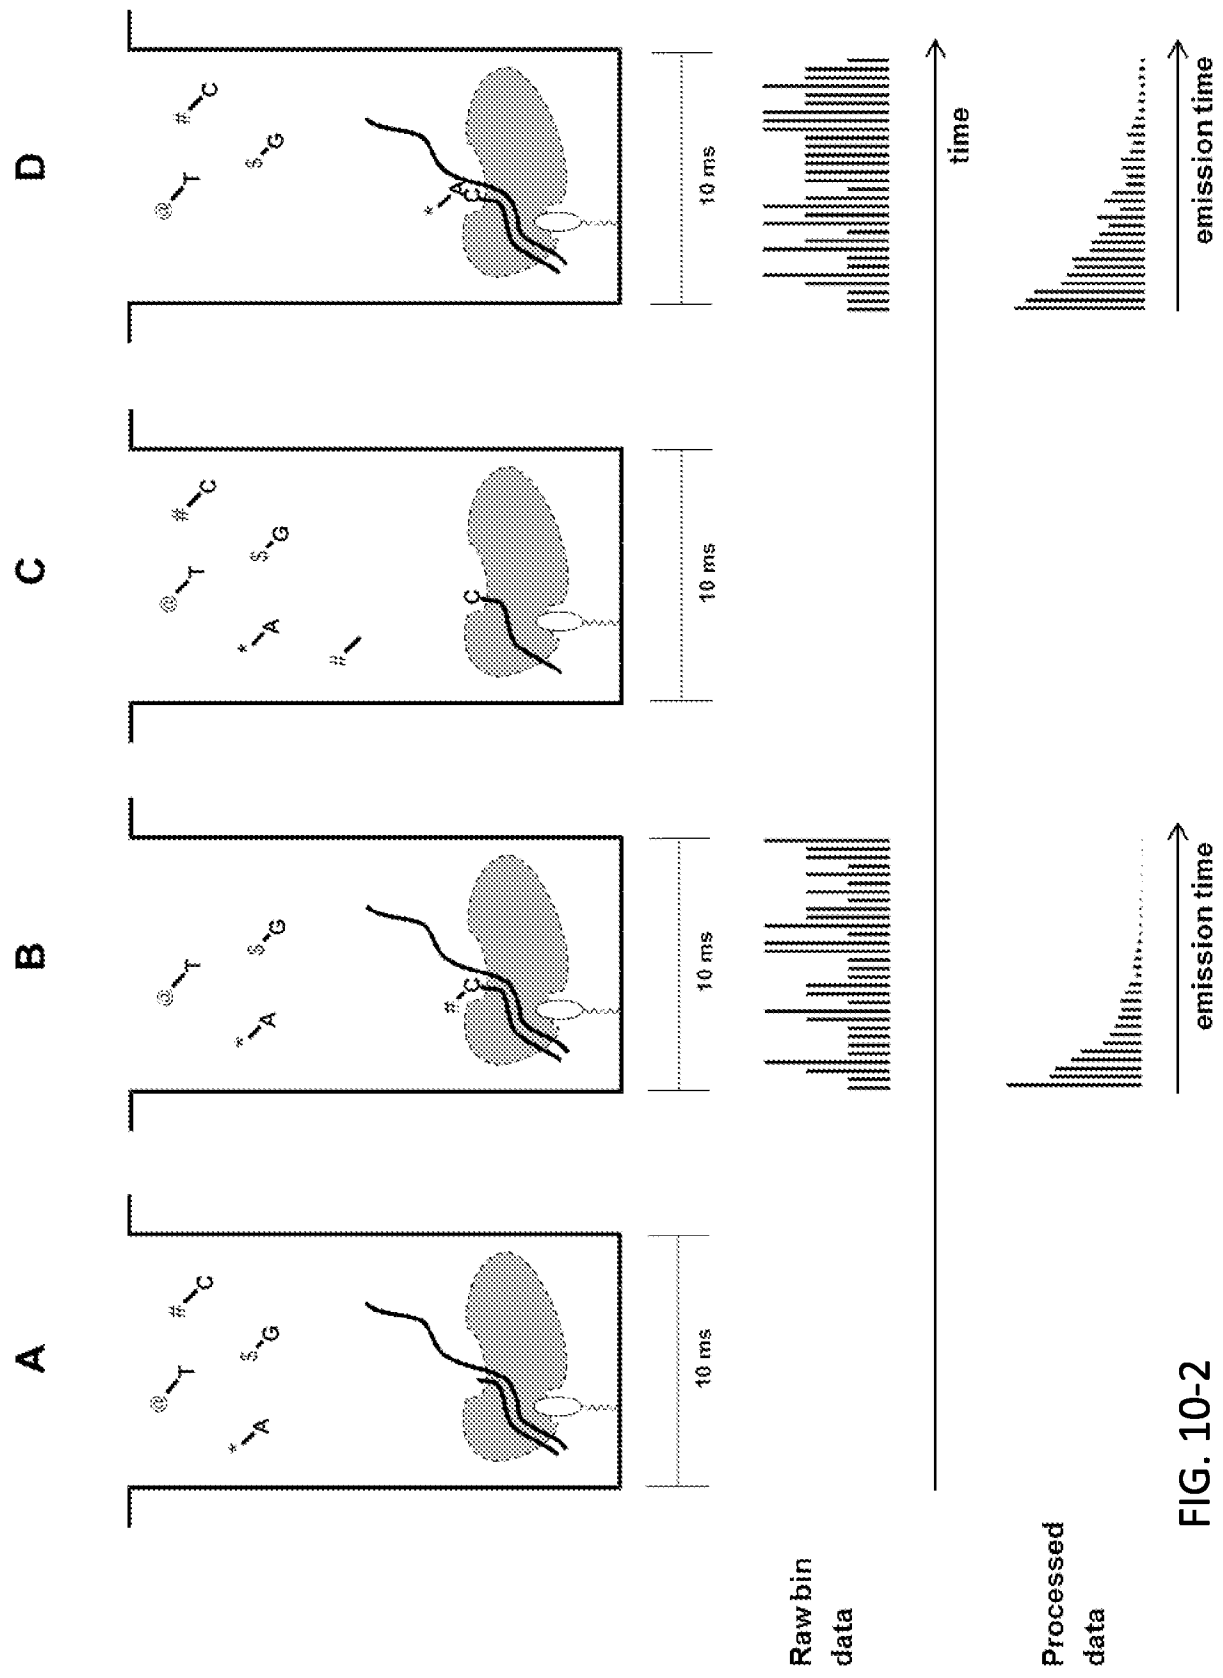 A
B
C
D
@
T
#
C
$
G
*
A
@
T
$
G
*
A
#
C
@
T
#
C
$
G
*
A
#
C
@
T
#
C
$
G
*
A
C
10 ms
10 ms
10 ms
10 ms
Raw bin
data
time
Processed
data
emission time
emission time
FIG. 10-2